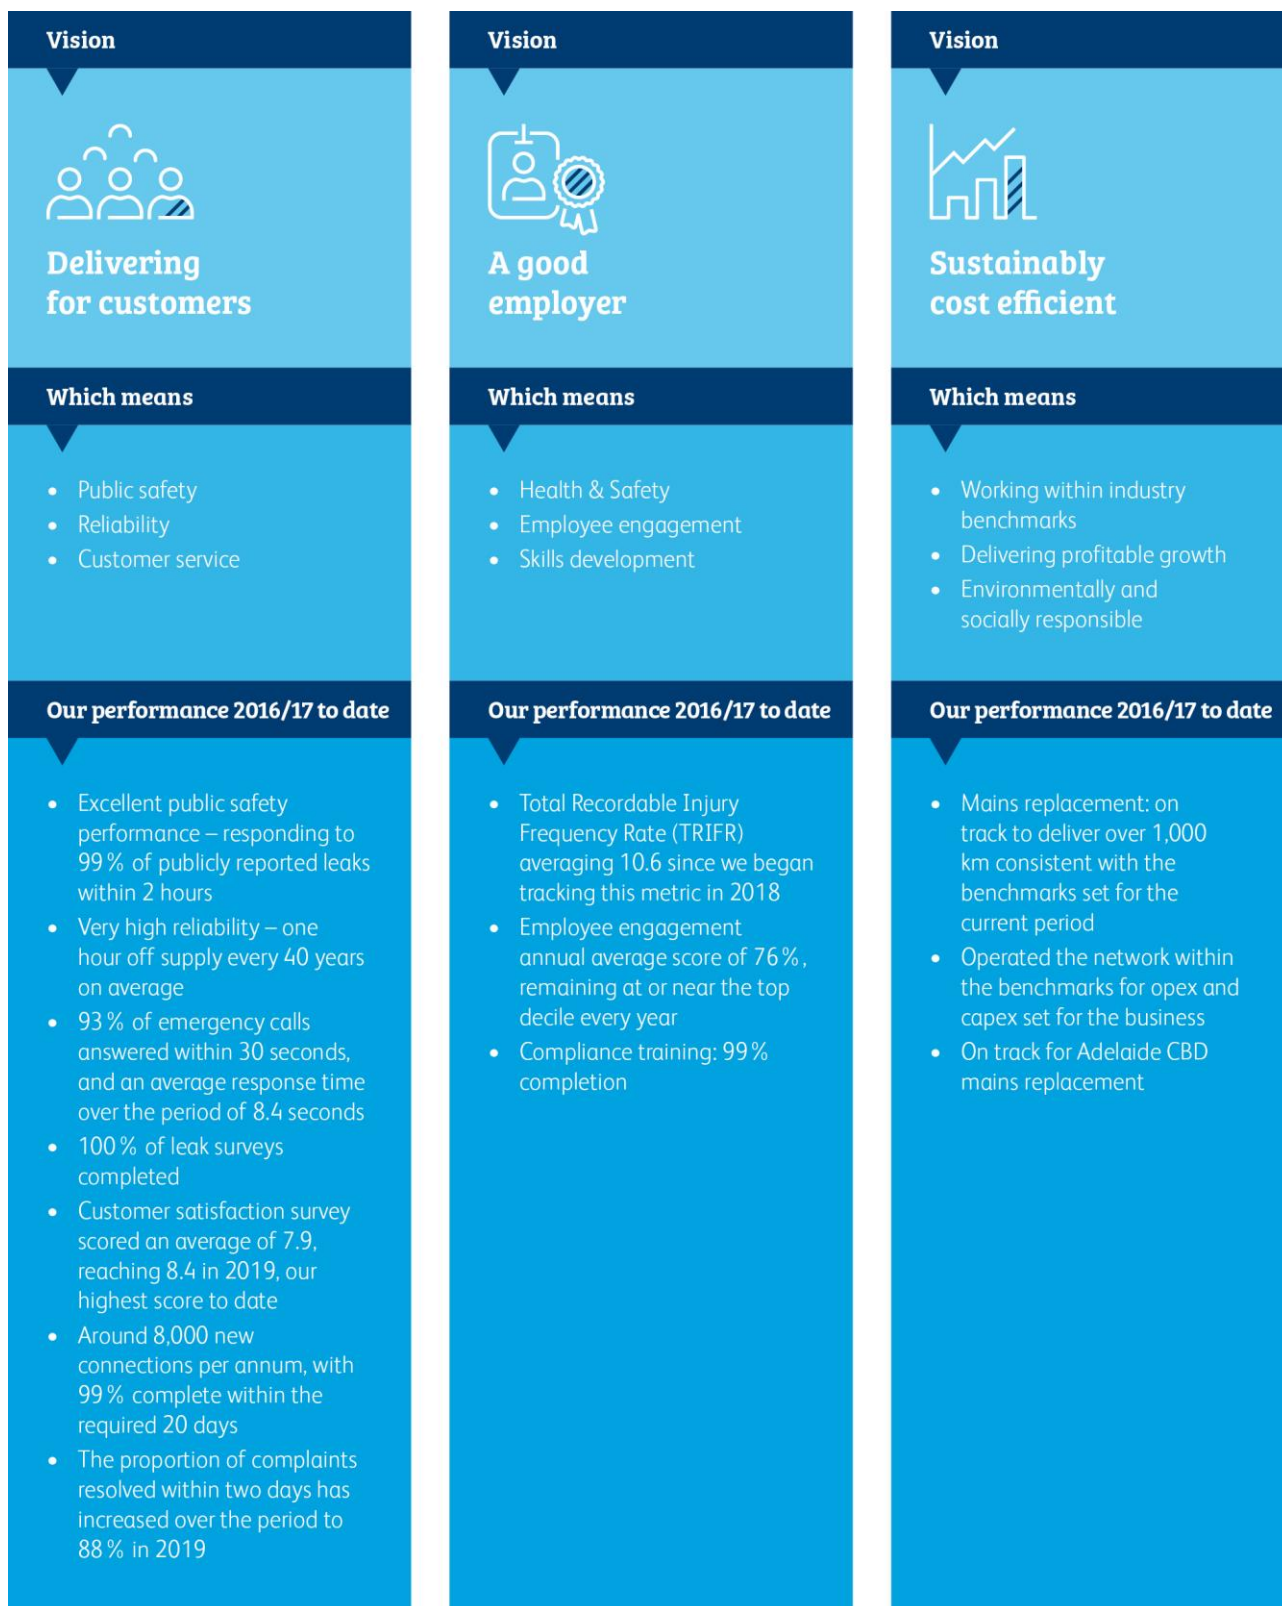 Vision
Delivering
for customers
Which means
• Public safety
• Reliability
• Customer service
Our performance 2016/17 to date
• Excellent public safety
performance – responding to
99% of publicly reported leaks
within 2 hours
• Very high reliability – one
hour off supply every 40 years
on average
• 93% of emergency calls
answered within 30 seconds,
and an average response time
over the period of 8.4 seconds
• 100% of leak surveys
completed
• Customer satisfaction survey
scored an average of 7.9,
reaching 8.4 in 2019, our
highest score to date
• Around 8,000 new
connections per annum, with
99% complete within the
required 20 days
• The proportion of complaints
resolved within two days has
increased over the period to
88% in 2019
Vision
A good
employer
Which means
• Health & Safety
• Employee engagement
• Skills development
Our performance 2016/17 to date
• Total Recordable Injury
Frequency Rate (TRIFR)
averaging 10.6 since we began
tracking this metric in 2018
• Employee engagement
annual average score of 76%,
remaining at or near the top
decile every year
• Compliance training: 99%
completion
Vision
Sustainably
cost efficient
Which means
• Working within industry
benchmarks
• Delivering profitable growth
• Environmentally and
socially responsible
Our performance 2016/17 to date
• Mains replacement: on
track to deliver over 1,000
km consistent with the
benchmarks set for the
current period
• Operated the network within
the benchmarks for opex and
capex set for the business
• On track for Adelaide CBD
mains replacement